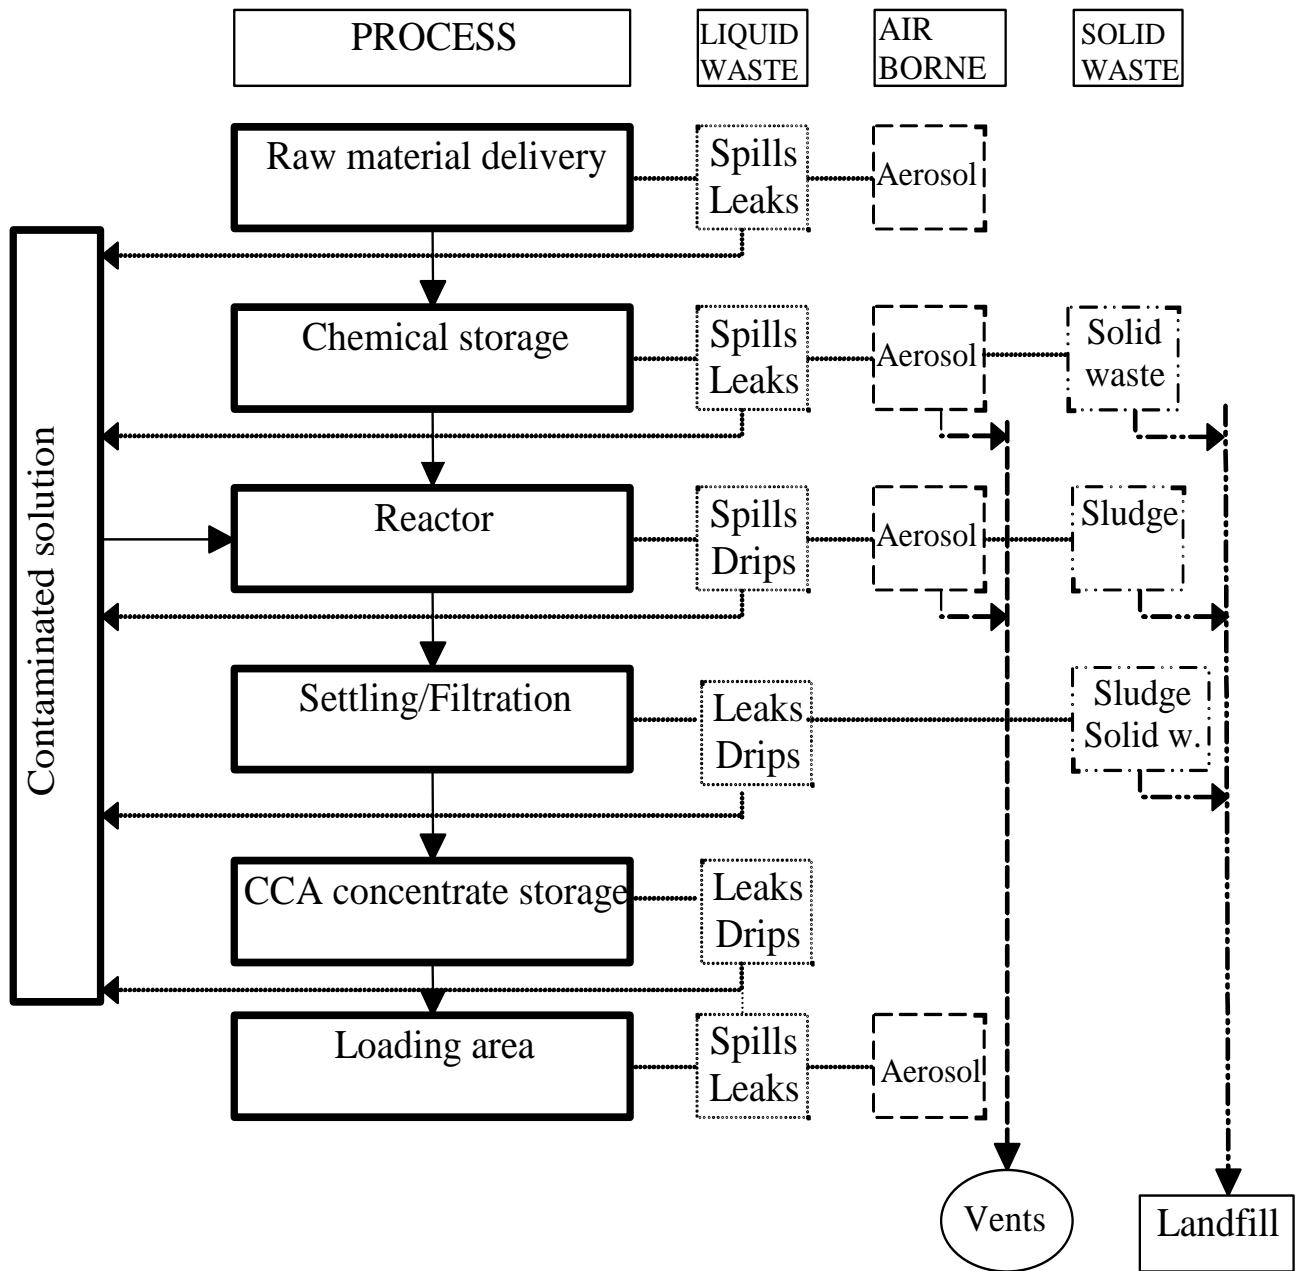 PROCESS
LIQUID
WASTE
AIR
BORNE
SOLID
WASTE
Raw material delivery
Spills
Leaks
Aerosol
Chemical storage
Spills
Leaks
Aerosol
Solid
waste
Contaminated solution
Reactor
Spills
Drips
Aerosol
Sludge
Settling/Filtration
Leaks
Drips
Sludge
Solid w.
CCA concentrate storage
Leaks
Drips
Loading area
Spills
Leaks
Aerosol
Vents
Landfill